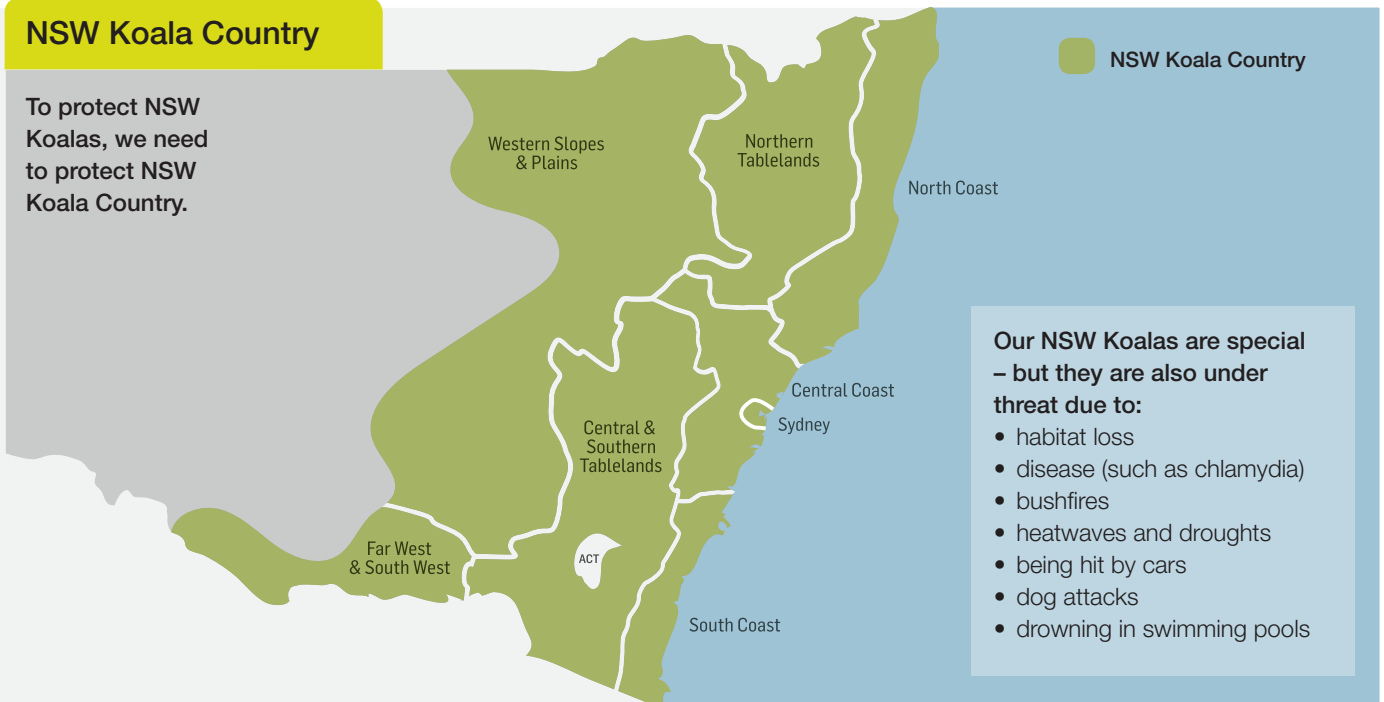 NSW Koala Country
To protect NSW
Koalas, we need
to protect NSW
Koala Country.
NSW Koala Country
Western Slopes
& Plains
Northern
Tablelands
North Coast
Central Coast
Sydney
Central &
Southern
Tablelands
Far West
& South West
ACT
South Coast
Our NSW Koalas are special
– but they are also under
threat due to:
• habitat loss
• disease (such as chlamydia)
• bushfires
• heatwaves and droughts
• being hit by cars
• dog attacks
• drowning in swimming pools